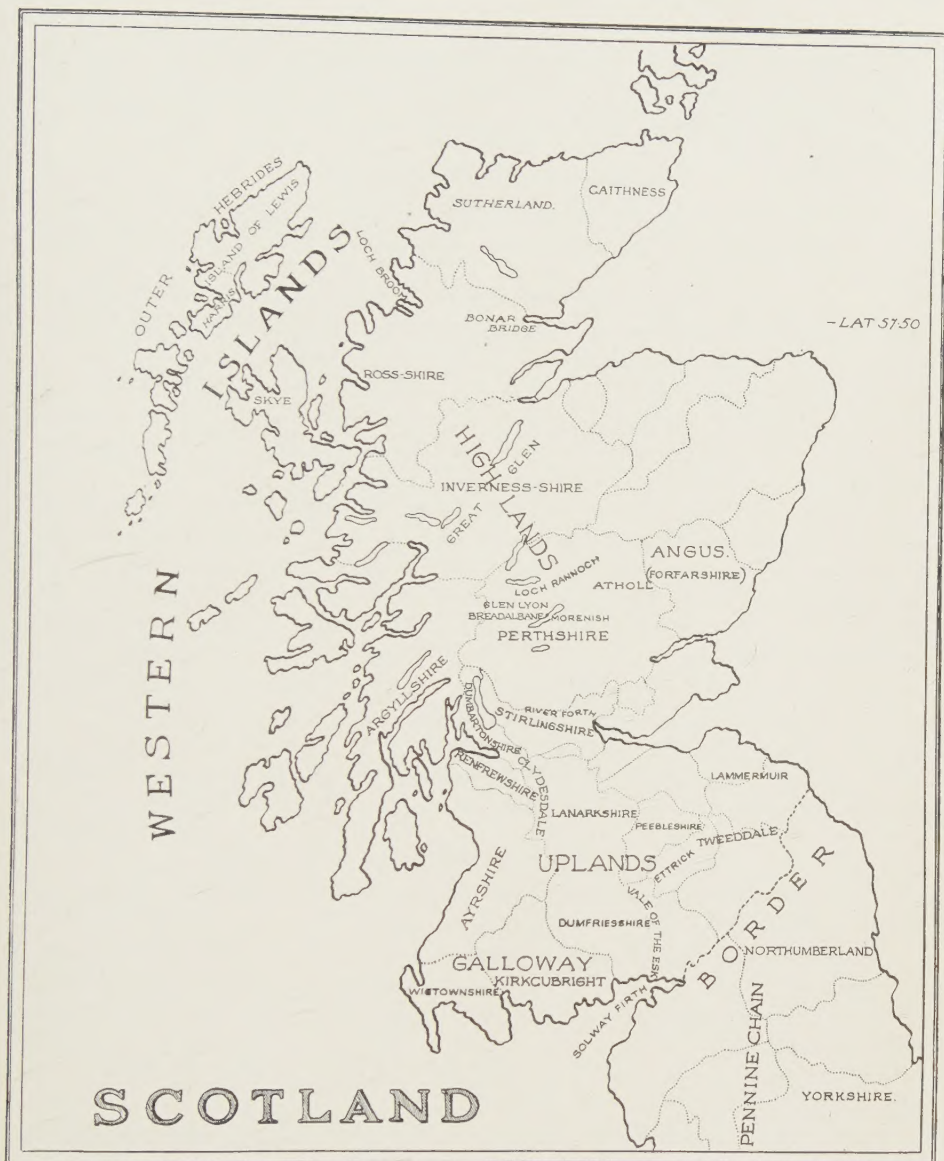 CAITHNESS
SUTHERLAND.
OUTER HEBRIDES
ISLAND OF LEWIS
HARRIS
LOCH BROOM
WESTERN ISLANDS
BONAR
BRIDGE
-LAT 57·50
ROSS-SHIRE
SKYE
HIGHLANDS
GREAT GLEN
INVERNESS-SHIRE
ANGUS.
(FORFARSHIRE)
LOCH RANNOCH
ATHOLL
GLEN LYON
BREADALBANE
MORENISH
PERTHSHIRE
ARGYLLSHIRE
DUMBARTONSHIRE
RIVER FORTH
STIRLINGSHIRE
RENFREWSHIRE
CLYDESDALE
LAMMERMUIR
LANARKSHIRE
PEEBLESHIRE
TWEEDDALE
UPLANDS
ETTRICK
AYRSHIRE
VALE OF THE ESK
DUMFRIESSHIRE
BORDER
NORTHUMBERLAND
GALLOWAY
KIRKCUBRIGHT
WIGTOWNSHIRE
SOLWAY FIRTH
PENNINE CHAIN
YORKSHIRE.
SCOTLAND